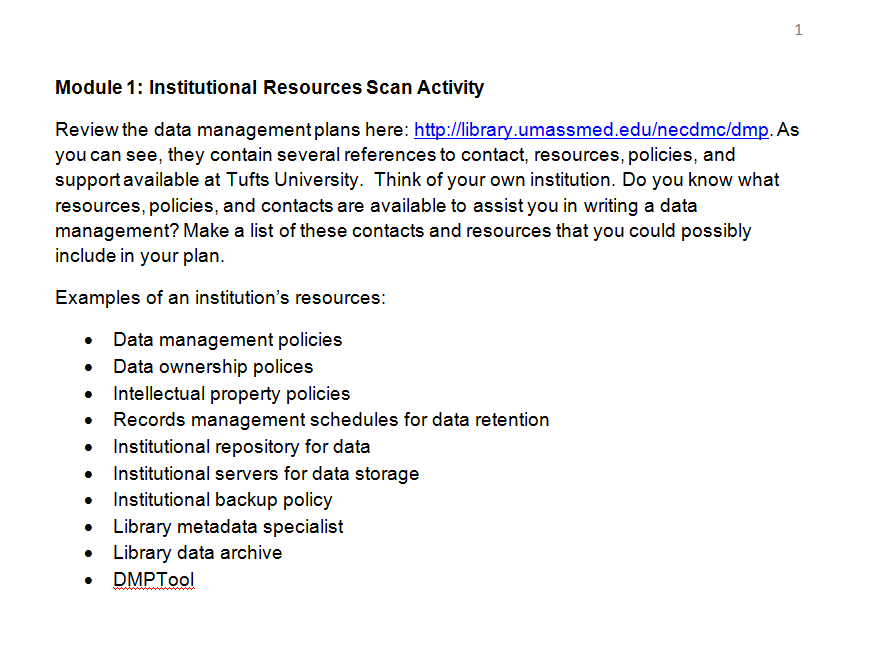 1
Module 1: Institutional Resources Scan Activity
Review the data management plans here: http://library.umassmed.edu/necdmc/dmp. As
you can see, they contain several references to contact, resources, policies, and
support available at Tufts University.  Think of your own institution. Do you know what
resources, policies, and contacts are available to assist you in writing a data
management? Make a list of these contacts and resources that you could possibly
include in your plan.
Examples of an institution’s resources:
• Data management policies
• Data ownership polices
• Intellectual property policies
• Records management schedules for data retention
• Institutional repository for data
• Institutional servers for data storage
• Institutional backup policy
• Library metadata specialist
• Library data archive
• DMPTool